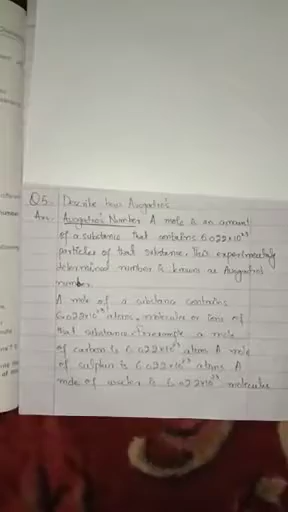 Q5. Describe how Avogadro's
Ans. Avogadro's Number A mole is an amount
of a substance that contains 6.022×10²³
particles of that substance. This experimentally
determined number is known as Avogadro's
number.
A mole of a substance contains
6.022×10²³ atoms, molecules or ions of
that substance. For example a mole
of carbon is 6.022×10²³ atoms A mole
of sulphur is 6.022×10²³ atoms. A
mole of water is 6.022×10²³ molecules